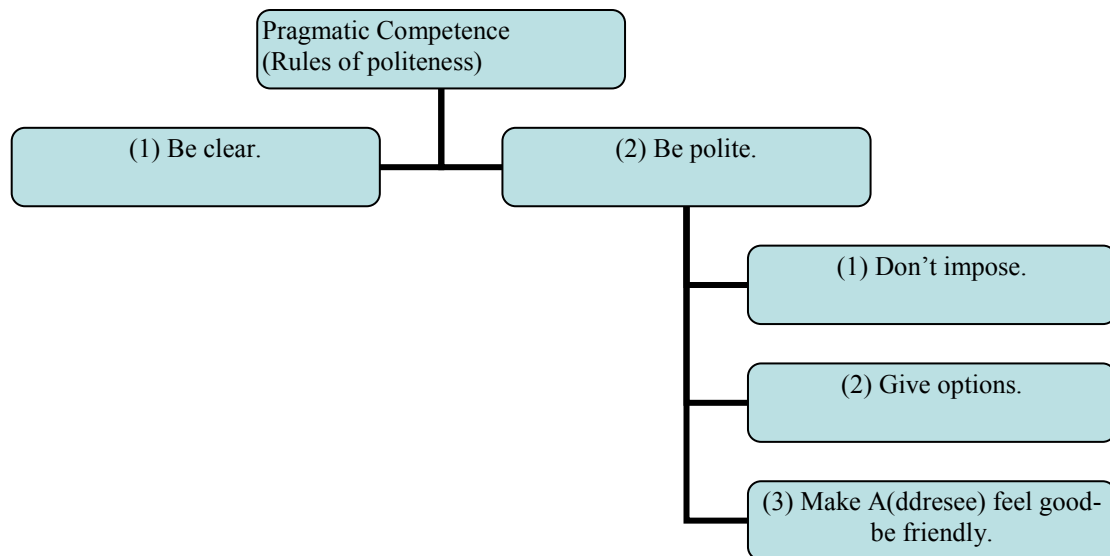 Pragmatic Competence
(Rules of politeness)
(1) Be clear.
(2) Be polite.
(1) Don’t impose.
(2) Give options.
(3) Make A(ddresee) feel good-
be friendly.